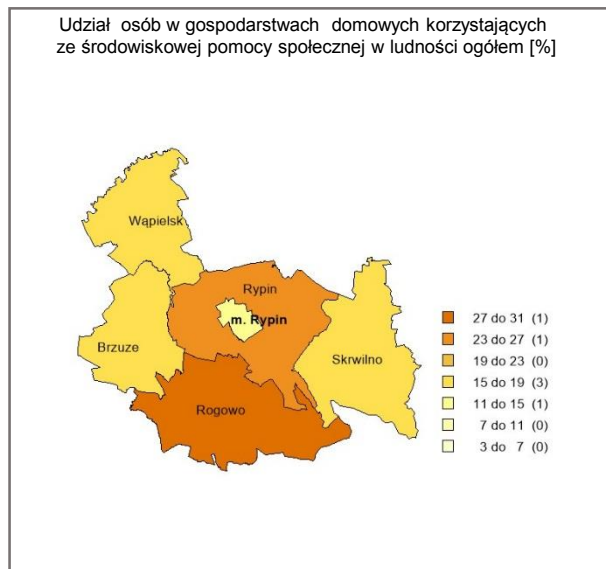 Udział osób w gospodarstwach domowych korzystających
ze środowiskowej pomocy społecznej w ludności ogółem [%]
Wąpielsk
Rypin
m. Rypin
Brzuze
Skrwilno
Rogowo
27 do 31 (1)
23 do 27 (1)
19 do 23 (0)
15 do 19 (3)
11 do 15 (1)
7 do 11 (0)
3 do 7 (0)